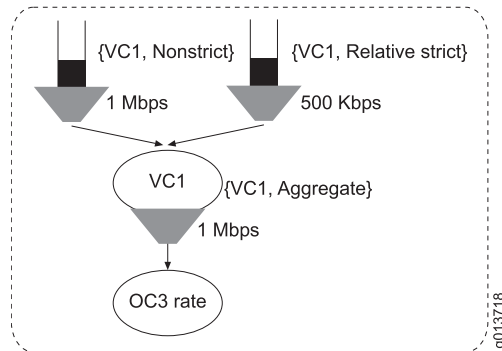 {VC1, Nonstrict}
{VC1, Relative strict}
1 Mbps
500 Kbps
VC1
{VC1, Aggregate}
1 Mbps
OC3 rate
g013718